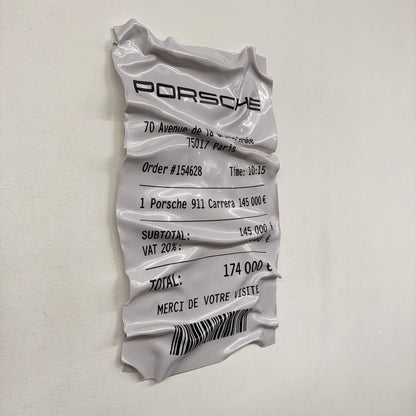 PORSCHE
70 Avenue de la
75017 Paris
Order #154628 Time: 10:15
1 Porsche 911 Carrera 145 000 €
SUBTOTAL: 145 000 €
VAT 20%: €
TOTAL: 174 000 €
MERCI DE VOTRE VISITE